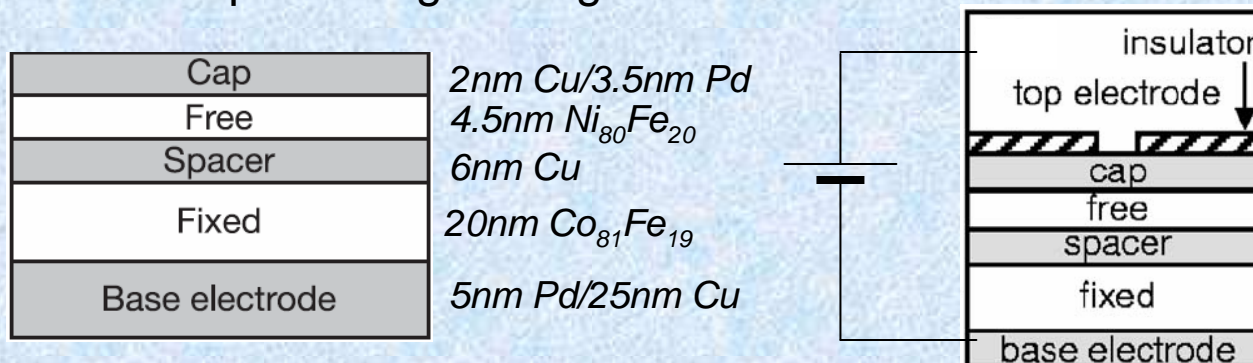 Cap
2nm Cu/3.5nm Pd
Free
4.5nm Ni80Fe20
Spacer
6nm Cu
Fixed
20nm Co81Fe19
Base electrode
5nm Pd/25nm Cu
insulator
top electrode
cap
free
spacer
fixed
base electrode